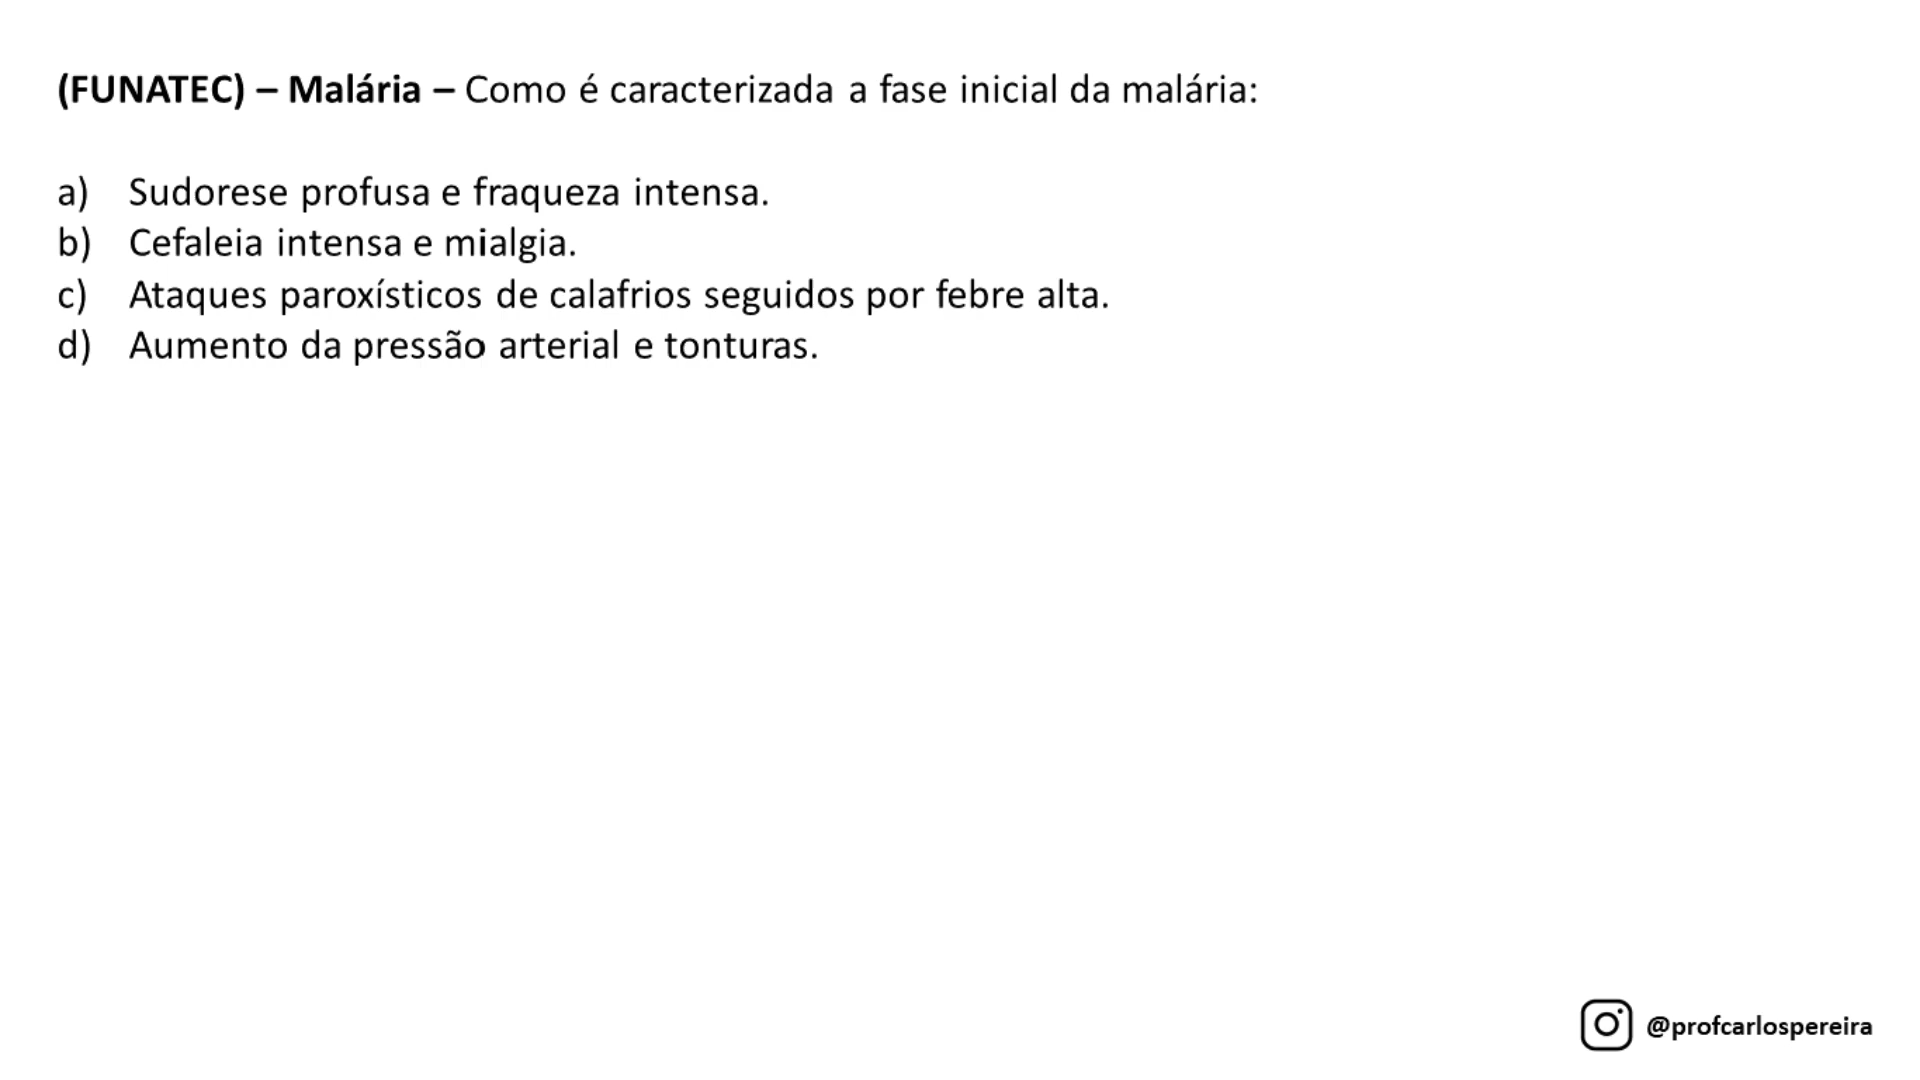 (FUNATEC) – Malária – Como é caracterizada a fase inicial da malária:
a) Sudorese profusa e fraqueza intensa.
b) Cefaleia intensa e mialgia.
c) Ataques paroxísticos de calafrios seguidos por febre alta.
d) Aumento da pressão arterial e tonturas.
@profcarlospereira